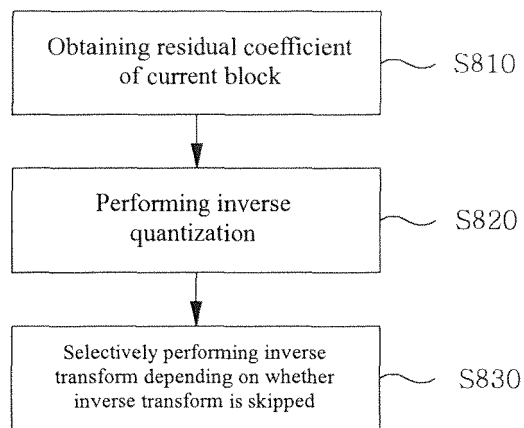 Obtaining residual coefficient
of current block
S810
Performing inverse
quantization
S820
Selectively performing inverse
transform depending on whether
inverse transform is skipped
S830